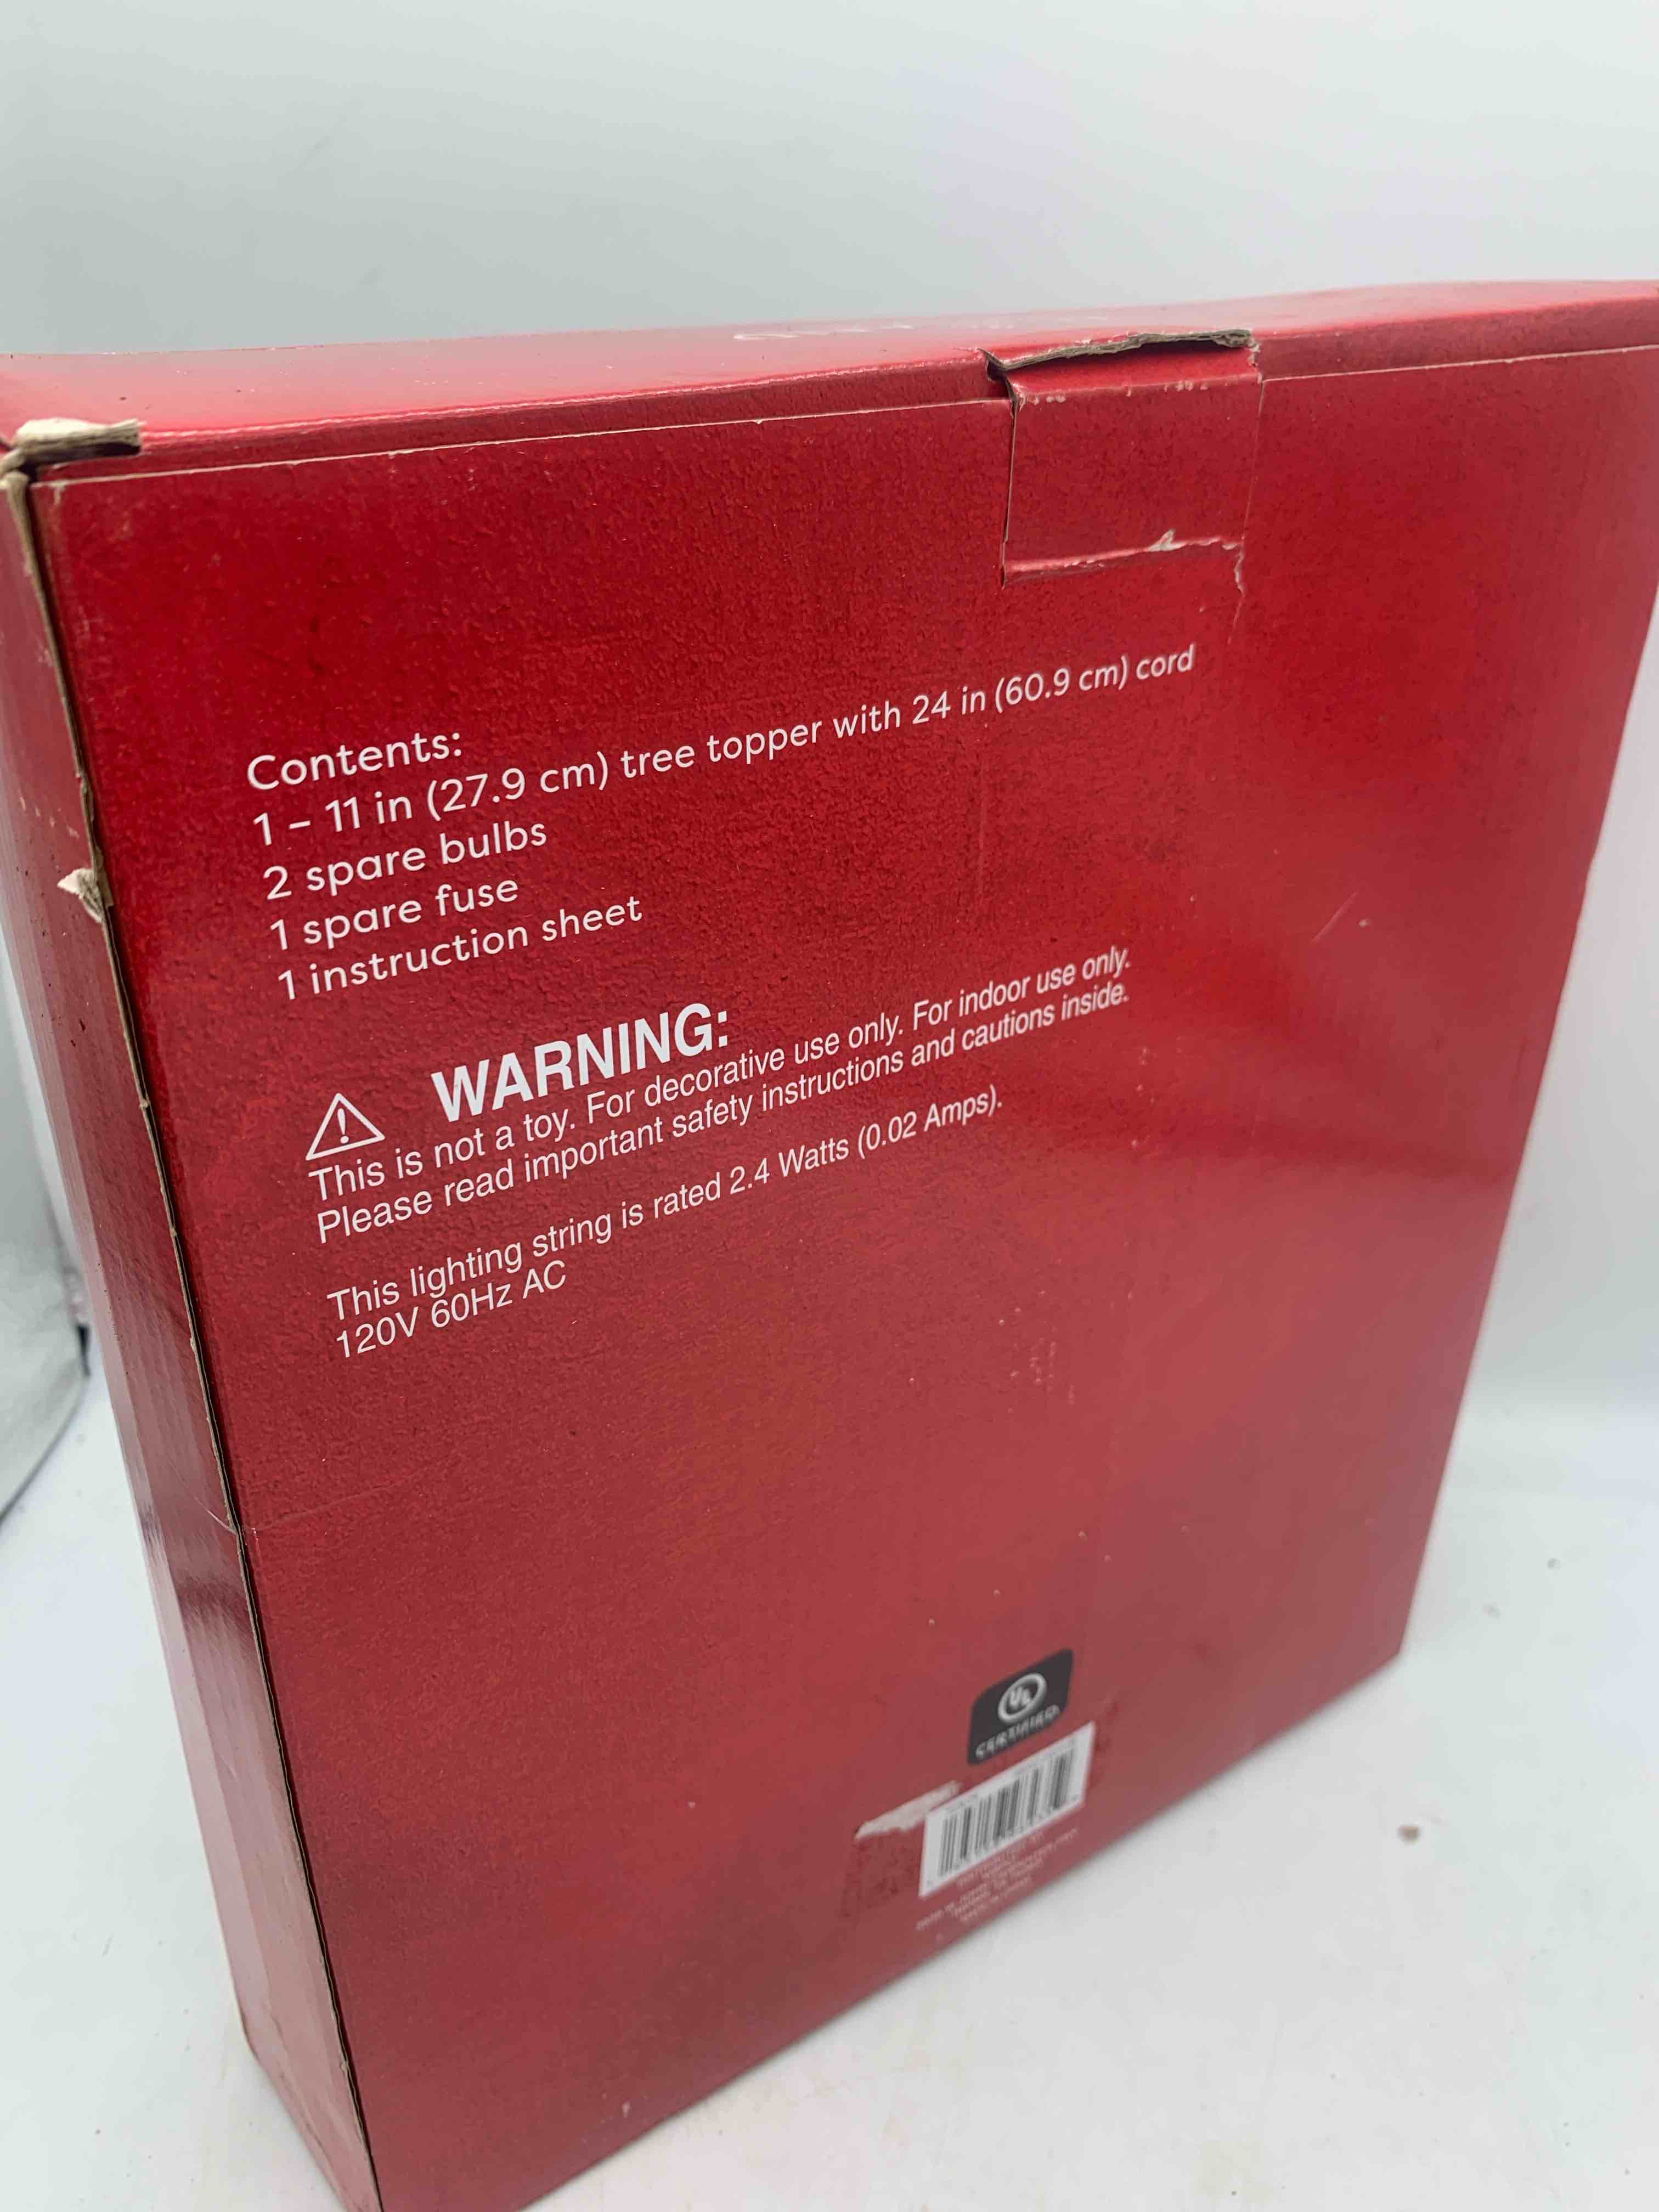 Contents:
1 – 11 in (27.9 cm) tree topper with 24 in (60.9 cm) cord
2 spare bulbs
1 spare fuse
1 instruction sheet
WARNING:
This is not a toy. For decorative use only. For indoor use only.
Please read important safety instructions and cautions inside.
This lighting string is rated 2.4 Watts (0.02 Amps).
120V 60Hz AC
UL
CERTIFIED